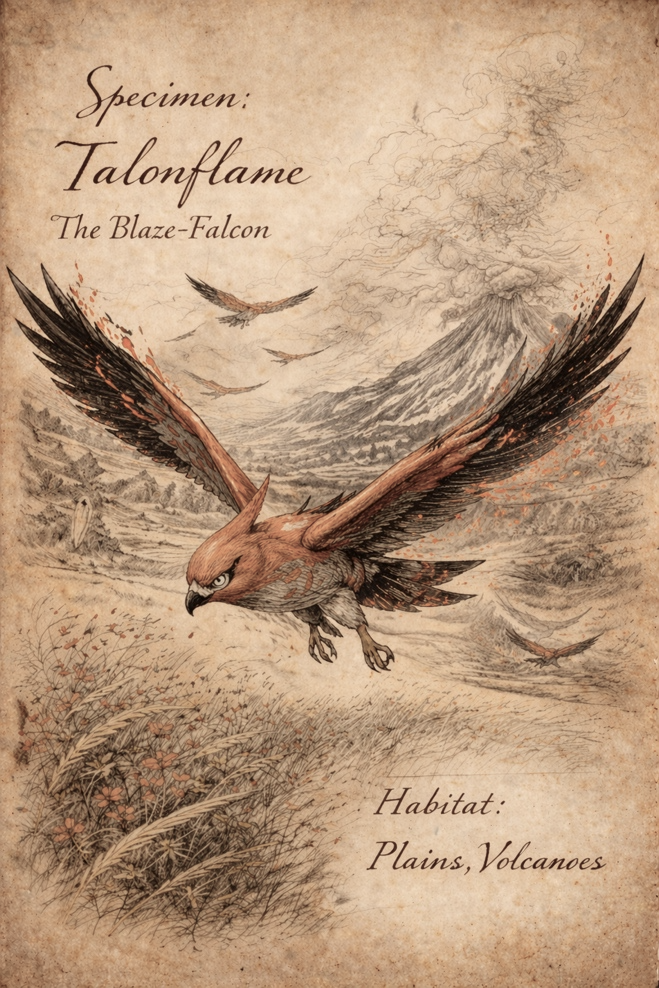 Specimen:
Talonflame
The Blaze-Falcon
Habitat:
Plains, Volcanoes